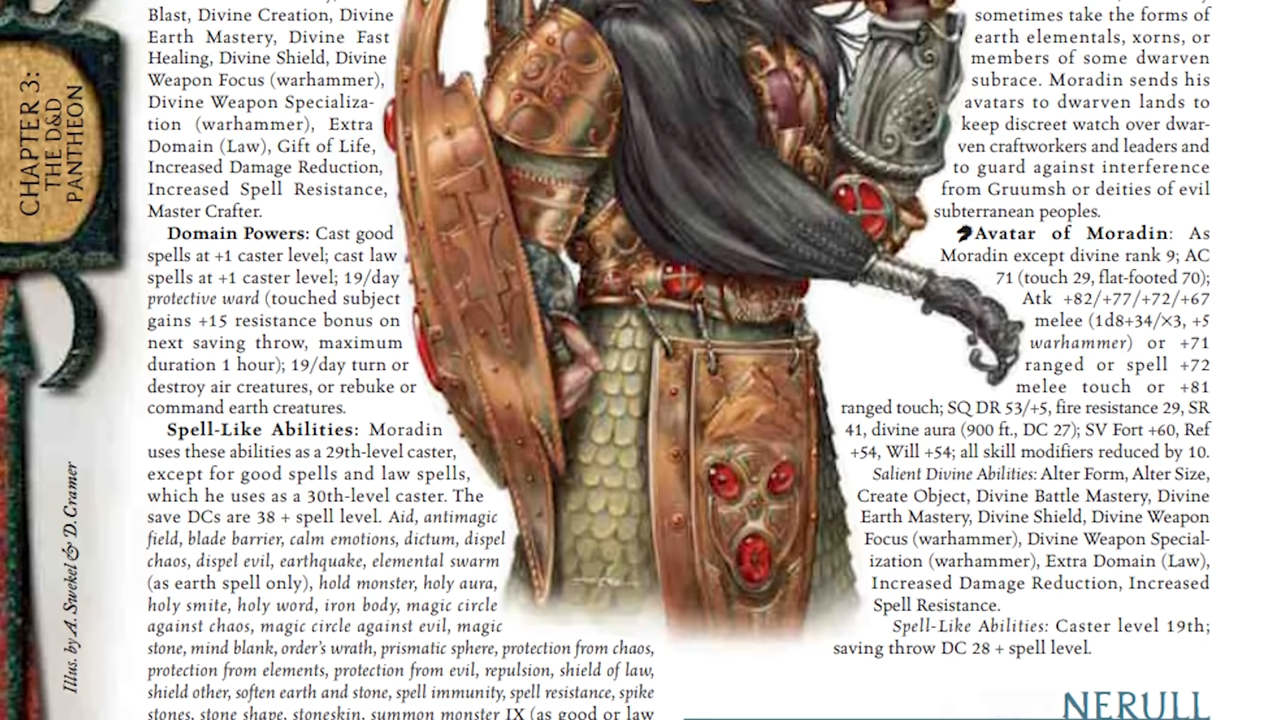 CHAPTER 3:
THE D&D
PANTHEON
Illus. by A. Swekel & D. Cramer
Blast, Divine Creation, Divine
Earth Mastery, Divine Fast
Healing, Divine Shield, Divine
Weapon Focus (warhammer),
Divine Weapon Specializa-
tion (warhammer), Extra
Domain (Law), Gift of Life,
Increased Damage Reduction,
Increased Spell Resistance,
Master Crafter.
Domain Powers: Cast good
spells at +1 caster level; cast law
spells at +1 caster level; 19/day
protective ward (touched subject
gains +15 resistance bonus on
next saving throw, maximum
duration 1 hour); 19/day turn or
destroy air creatures, or rebuke or
command earth creatures.
Spell-Like Abilities: Moradin
uses these abilities as a 29th-level caster,
except for good spells and law spells,
which he uses as a 30th-level caster. The
save DCs are 38 + spell level. Aid, antimagic
field, blade barrier, calm emotions, dictum, dispel
chaos, dispel evil, earthquake, elemental swarm
(as earth spell only), hold monster, holy aura,
holy smite, holy word, iron body, magic circle
against chaos, magic circle against evil, magic
stone, mind blank, order's wrath, prismatic sphere, protection from chaos,
protection from elements, protection from evil, repulsion, shield of law,
shield other, soften earth and stone, spell immunity, spell resistance, spike
stones, stone shape, stoneskin, summon monster IX (as good or law
sometimes take the forms of
earth elementals, xorns, or
members of some dwarven
subrace. Moradin sends his
avatars to dwarven lands to
keep discreet watch over dwar-
ven craftworkers and leaders and
to guard against interference
from Gruumsh or deities of evil
subterranean peoples.
Avatar of Moradin: As
Moradin except divine rank 9; AC
71 (touch 29, flat-footed 70);
Atk +82/+77/+72/+67
melee (1d8+34/×3, +5
warhammer) or +71
ranged or spell +72
melee touch or +81
ranged touch; SQ DR 53/+5, fire resistance 29, SR
41, divine aura (900 ft., DC 27); SV Fort +60, Ref
+54, Will +54; all skill modifiers reduced by 10.
Salient Divine Abilities: Alter Form, Alter Size,
Create Object, Divine Battle Mastery, Divine
Earth Mastery, Divine Shield, Divine Weapon
Focus (warhammer), Divine Weapon Special-
ization (warhammer), Extra Domain (Law),
Increased Damage Reduction, Increased
Spell Resistance.
Spell-Like Abilities: Caster level 19th;
saving throw DC 28 + spell level.
NERULL